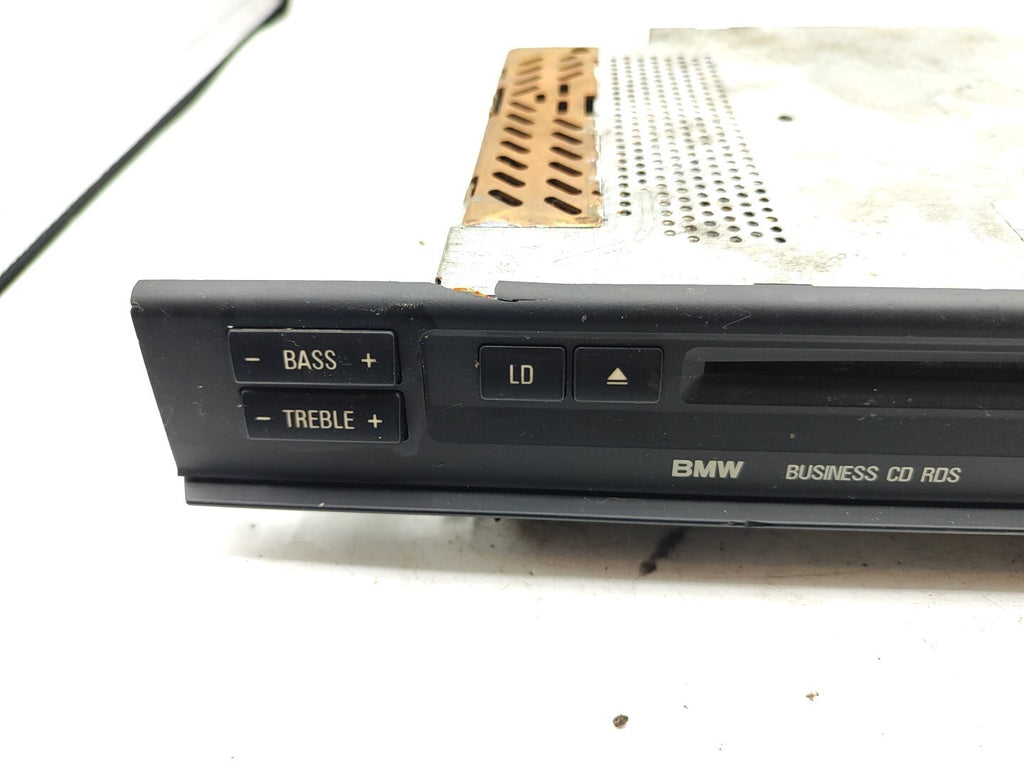 - BASS +
- TREBLE +
LD
BMW BUSINESS CD RDS